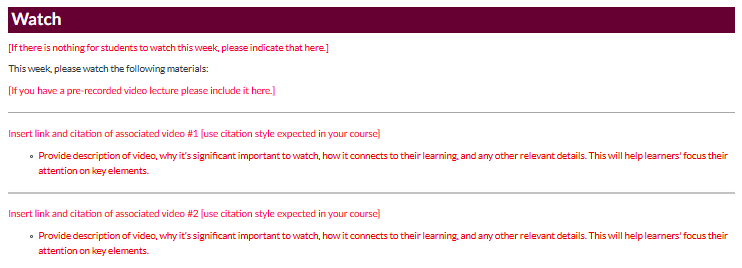 Watch
[If there is nothing for students to watch this week, please indicate that here.]
This week, please watch the following materials:
[If you have a pre-recorded video lecture please include it here.]
Insert link and citation of associated video #1 [use citation style expected in your course]
Provide description of video, why it's significant important to watch, how it connects to their learning, and any other relevant details. This will help learners' focus their
attention on key elements.
Insert link and citation of associated video #2 [use citation style expected in your course]
Provide description of video, why it's significant important to watch, how it connects to their learning, and any other relevant details. This will help learners' focus their
attention on key elements.